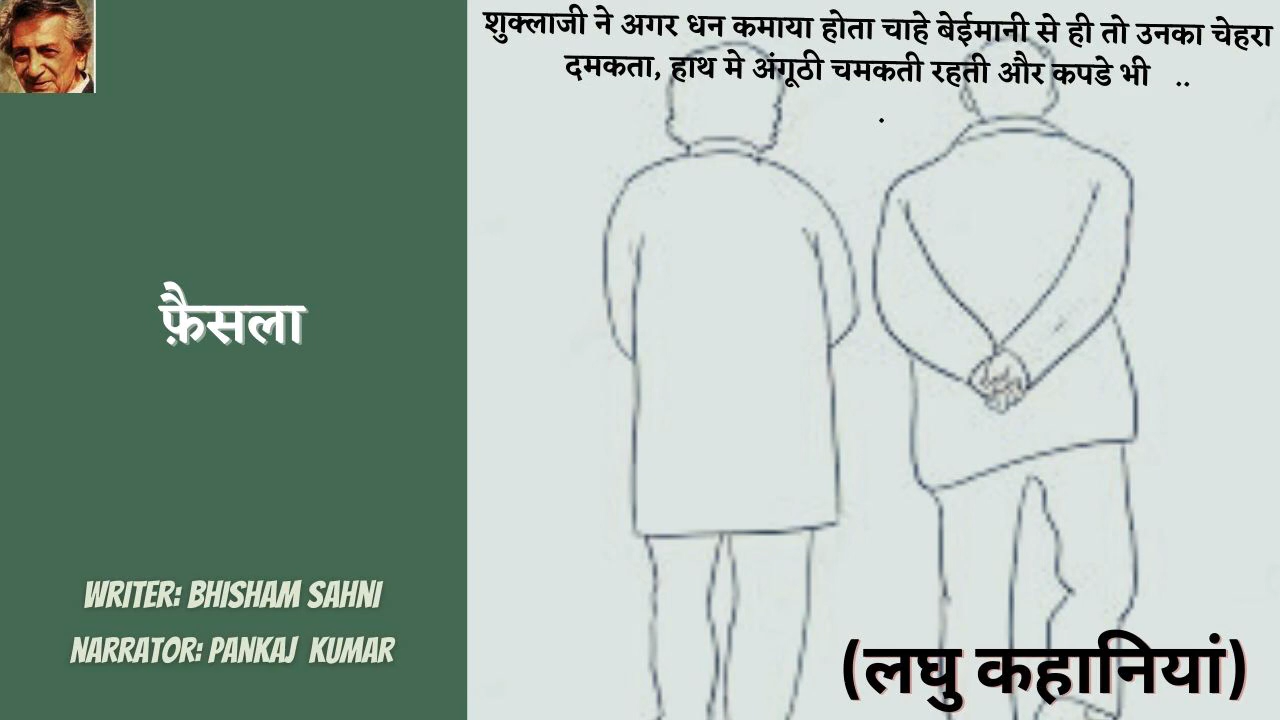 शुक्लाजी ने अगर धन कमाया होता चाहे बेईमानी से ही तो उनका चेहरा
दमकता, हाथ मे अंगूठी चमकती रहती और कपडे भी ..
.
फ़ैसला
WRITER: BHISHAM SAHNI
NARRATOR: PANKAJ KUMAR
(लघु कहानियां)